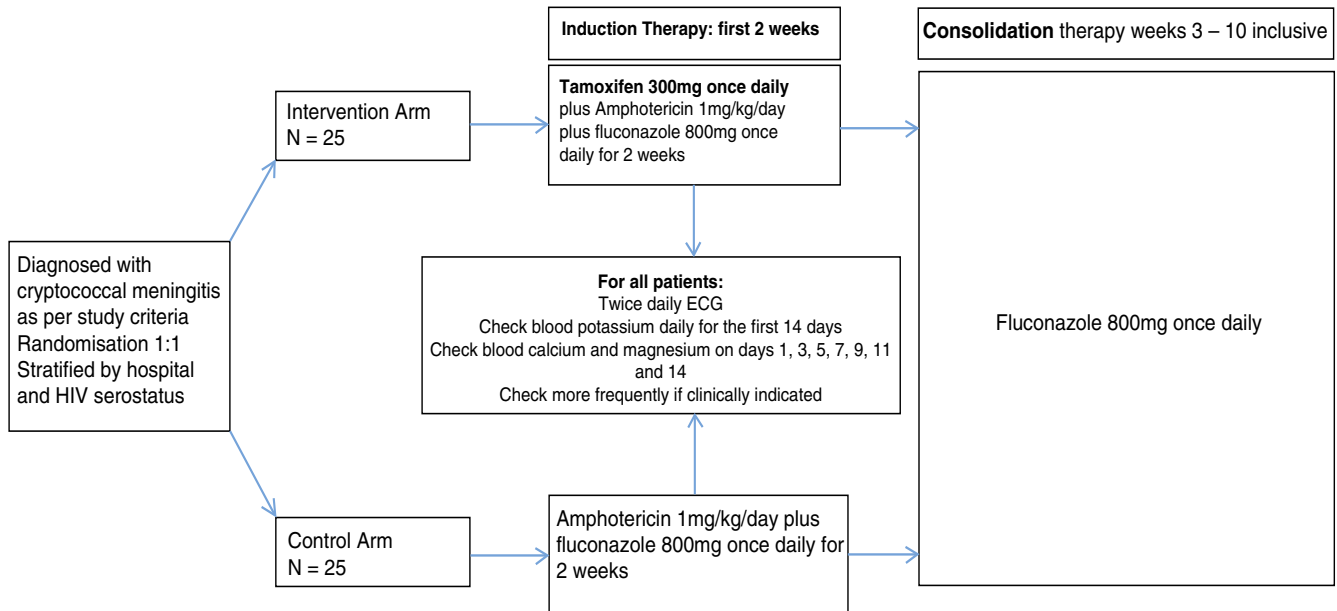 Induction Therapy: first 2 weeks
Consolidation therapy weeks 3 – 10 inclusive
Tamoxifen 300mg once daily
plus Amphotericin 1mg/kg/day
plus fluconazole 800mg once
daily for 2 weeks
Intervention Arm
N = 25
Diagnosed with
cryptococcal meningitis
as per study criteria
Randomisation 1:1
Stratified by hospital
and HIV serostatus
For all patients:
Twice daily ECG
Check blood potassium daily for the first 14 days
Check blood calcium and magnesium on days 1, 3, 5, 7, 9, 11
and 14
Check more frequently if clinically indicated
Fluconazole 800mg once daily
Control Arm
N = 25
Amphotericin 1mg/kg/day plus
fluconazole 800mg once daily for
2 weeks